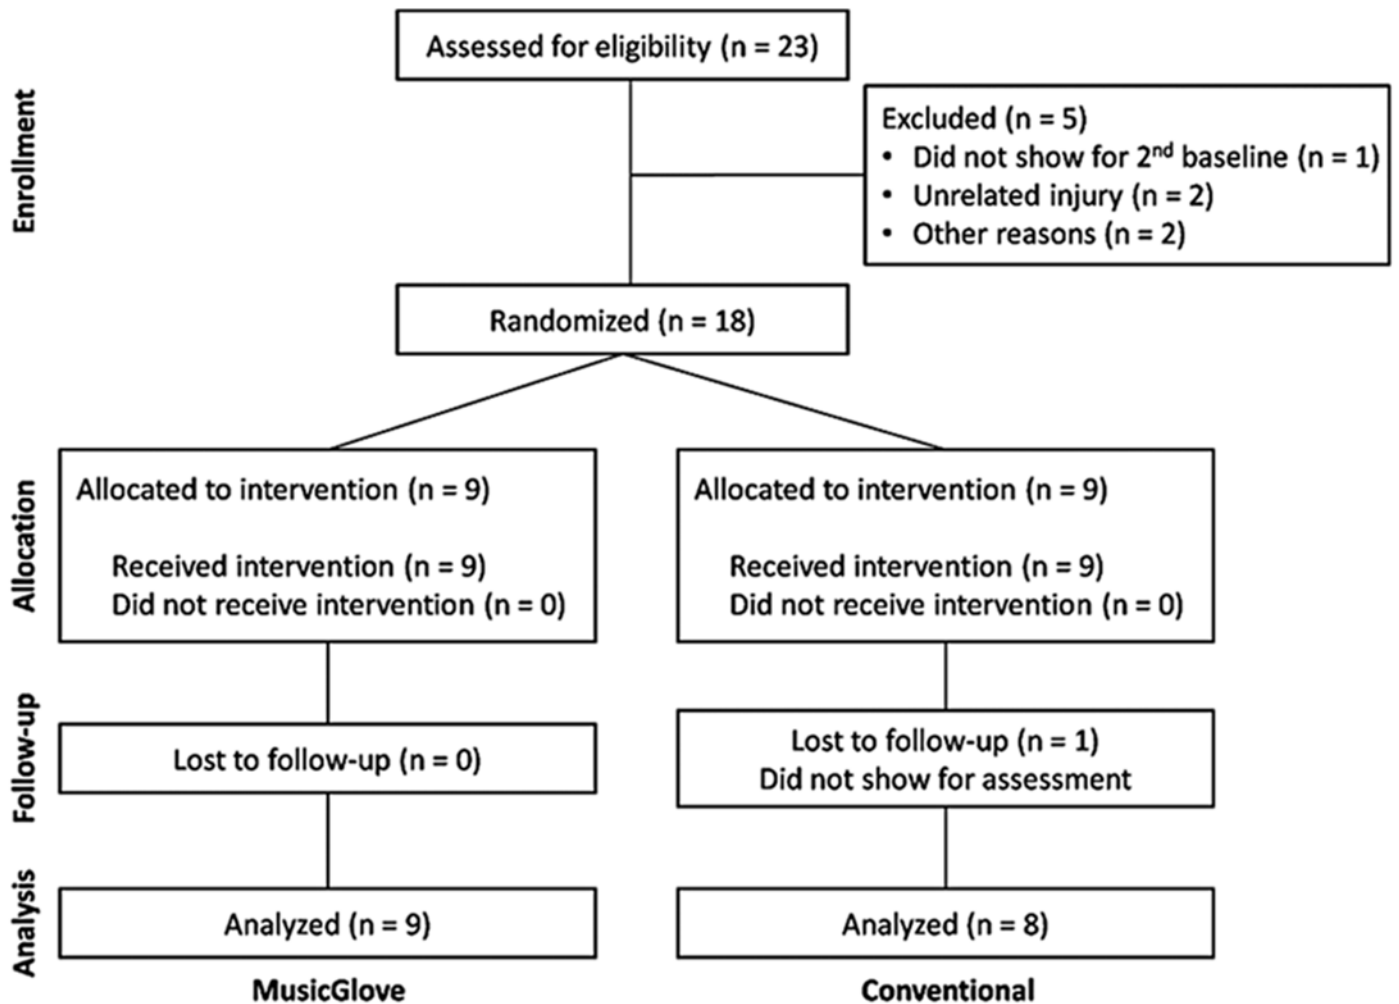 Enrollment
Assessed for eligibility (n = 23)
Excluded (n = 5)
• Did not show for 2nd baseline (n = 1)
• Unrelated injury (n = 2)
• Other reasons (n = 2)
Randomized (n = 18)
Allocation
Allocated to intervention (n = 9)
Received intervention (n = 9)
Did not receive intervention (n = 0)
Allocated to intervention (n = 9)
Received intervention (n = 9)
Did not receive intervention (n = 0)
Follow-up
Lost to follow-up (n = 0)
Lost to follow-up (n = 1)
Did not show for assessment
Analysis
Analyzed (n = 9)
Analyzed (n = 8)
MusicGlove
Conventional